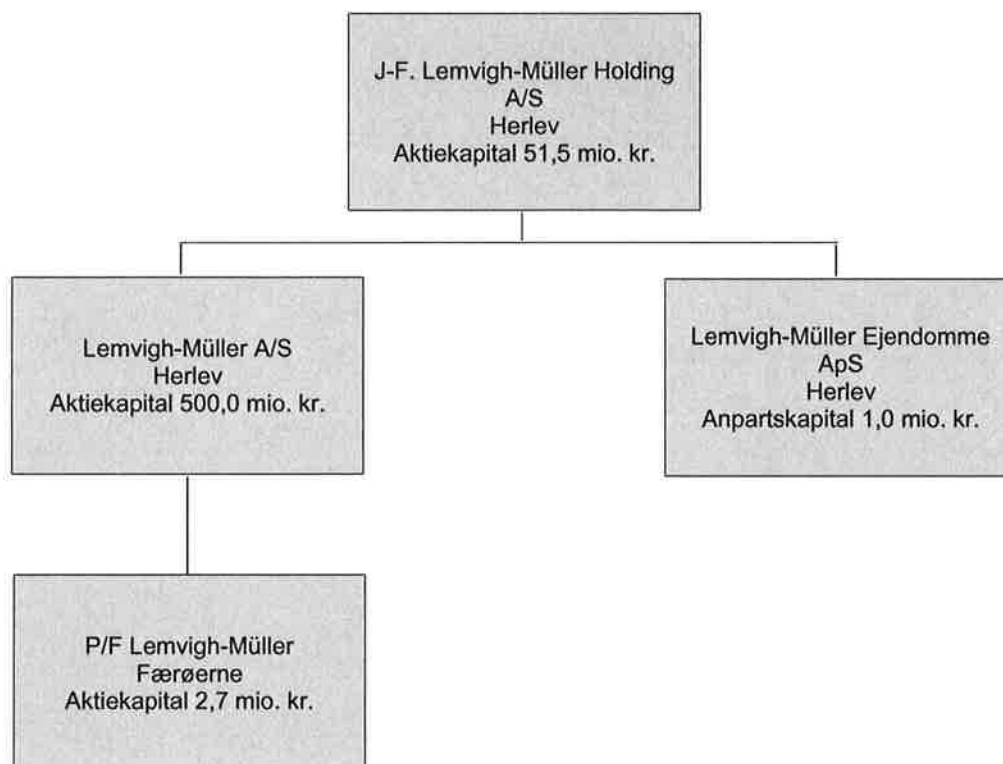 J-F. Lemvigh-Müller Holding
A/S
Herlev
Aktiekapital 51,5 mio. kr.
Lemvigh-Müller A/S
Herlev
Aktiekapital 500,0 mio. kr.
Lemvigh-Müller Ejendomme
ApS
Herlev
Anpartskapital 1,0 mio. kr.
P/F Lemvigh-Müller
Færøerne
Aktiekapital 2,7 mio. kr.